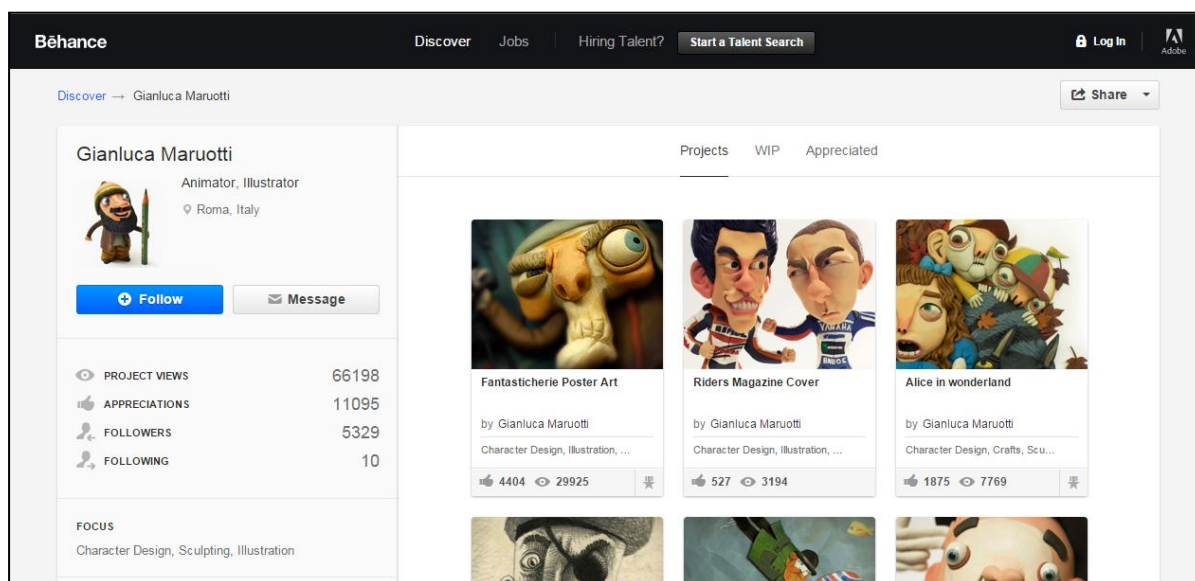 Bēhance
Discover Jobs Hiring Talent? Start a Talent Search
Log In
Adobe
Discover → Gianluca Maruotti
Share
Gianluca Maruotti
Animator, Illustrator
Roma, Italy
Follow
Message
PROJECT VIEWS 66198
APPRECIATIONS 11095
FOLLOWERS 5329
FOLLOWING 10
FOCUS
Character Design, Sculpting, Illustration
Projects WIP Appreciated
Fantasticherie Poster Art
by Gianluca Maruotti
Character Design, Illustration, ...
4404 29925
Riders Magazine Cover
by Gianluca Maruotti
Character Design, Illustration, ...
527 3194
YAMAHA
Alice in wonderland
by Gianluca Maruotti
Character Design, Crafts, Scu...
1875 7769